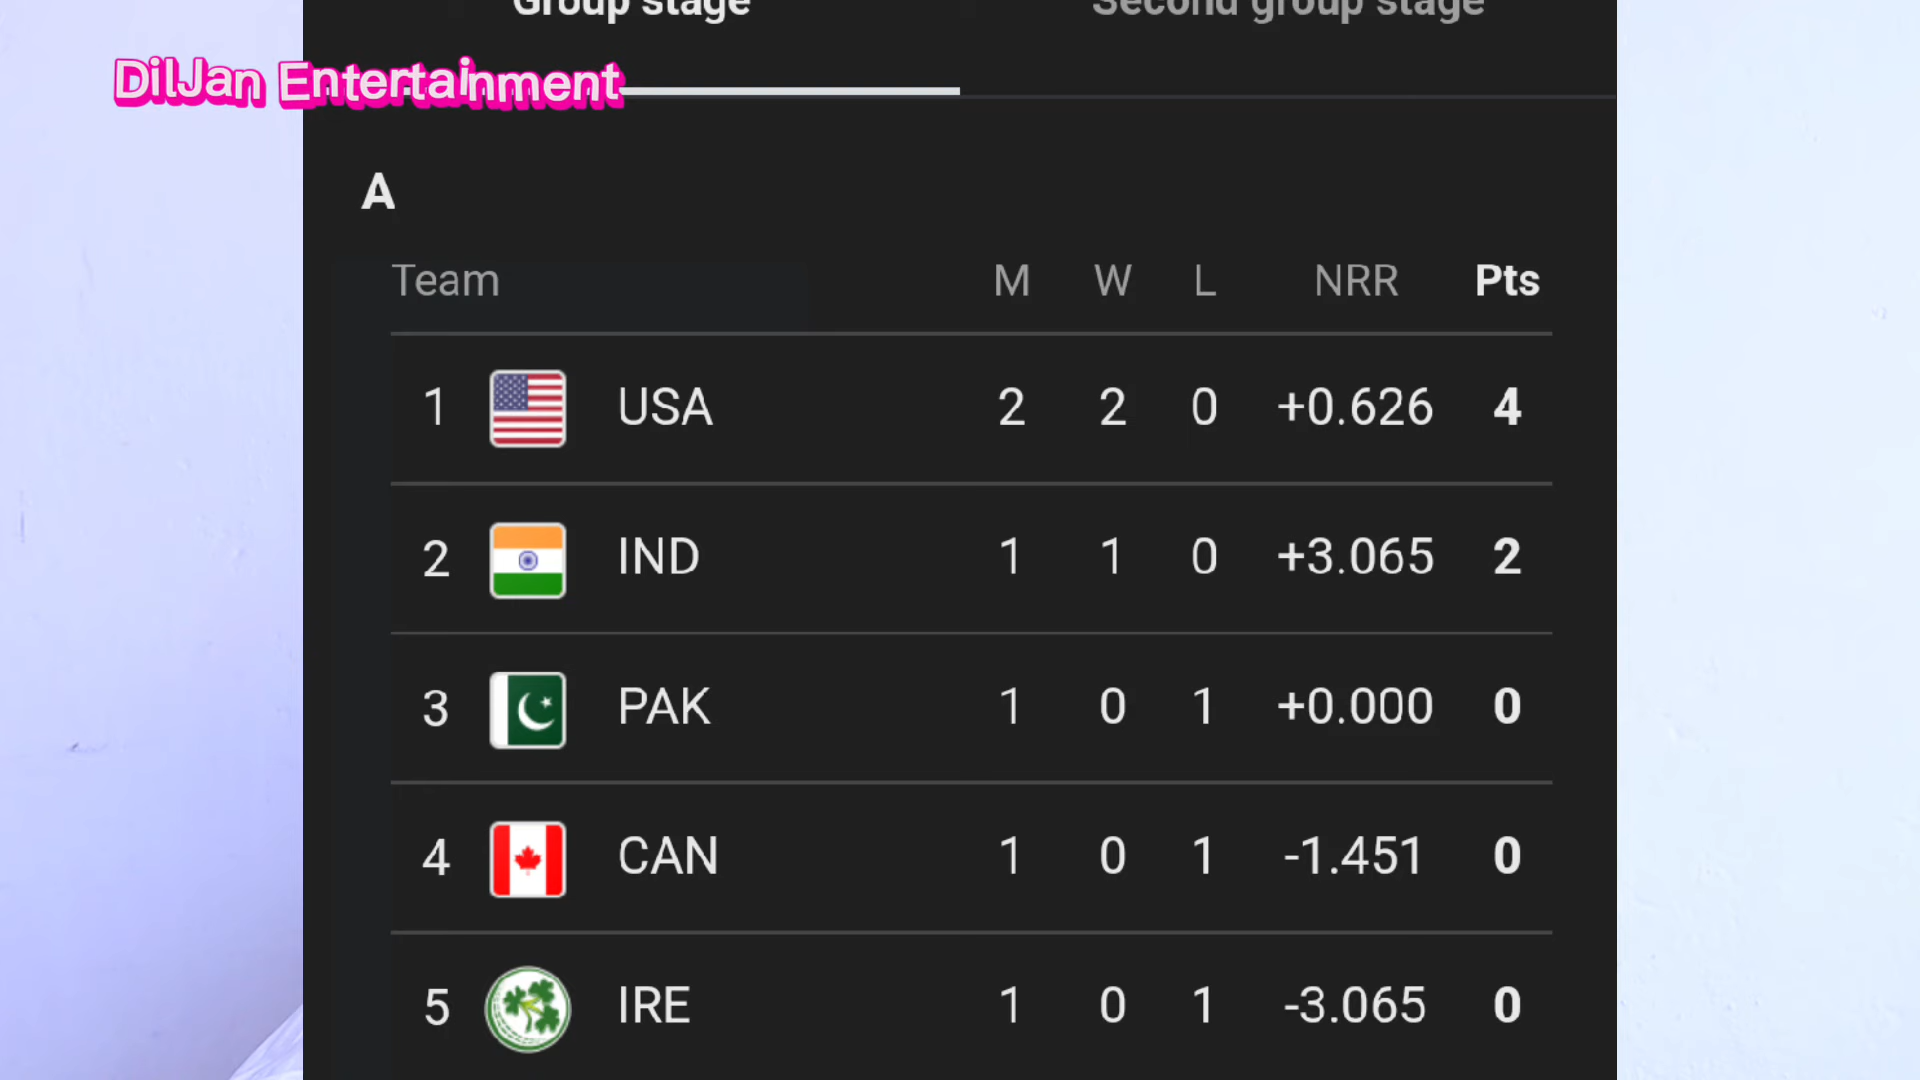 Group stage Second group stage
DilJan Entertainment
A
Team M W L NRR Pts
1 USA 2 2 0 +0.626 4
2 IND 1 1 0 +3.065 2
3 PAK 1 0 1 +0.000 0
4 CAN 1 0 1 -1.451 0
5 IRE 1 0 1 -3.065 0